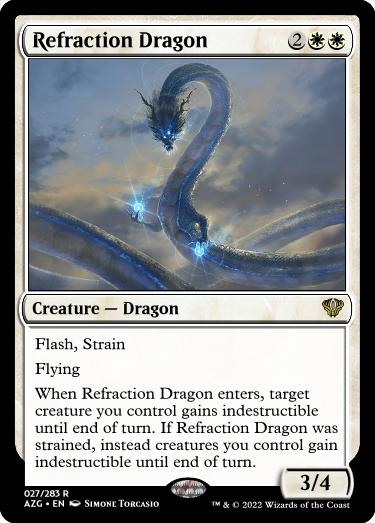 Refraction Dragon 2
Creature — Dragon
Flash, Strain
Flying
When Refraction Dragon enters, target
creature you control gains indestructible
until end of turn. If Refraction Dragon was
strained, instead creatures you control gain
indestructible until end of turn.
3/4
027/283 R
AZG • EN SIMONE TORCASIO
™ & © 2022 Wizards of the Coast